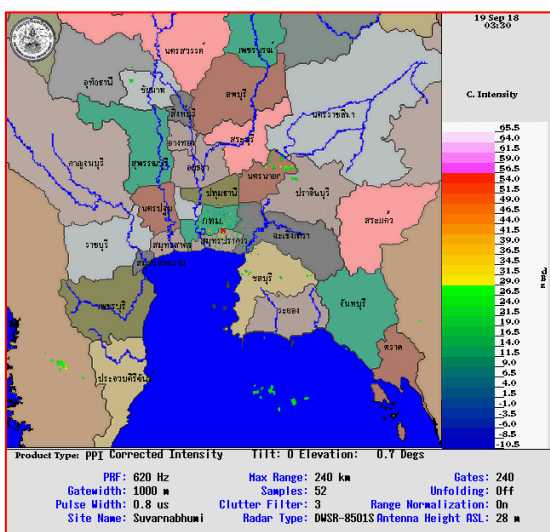 19 Sep 18
03:30
C. Intensity
65.5
64.0
61.5
59.0
56.5
54.0
51.5
49.0
46.5
44.0
41.5
39.0
36.5
34.0
31.5
29.0
26.5
24.0
21.5
19.0
16.5
14.0
11.5
9.0
6.5
4.0
1.5
-1.0
-3.5
-6.0
-8.5
-10.5
นครสวรรค์
เพชรบูรณ์
อุทัยธานี
ชัยนาท
ลพบุรี
สิงห์บุรี
นครราชสีมา
อ่างทอง
สระบุรี
กาญจนบุรี
สุพรรณบุรี
อยุธยา
นครนายก
ปราจีนบุรี
ปทุมธานี
นครปฐม
กทม.
สระแก้ว
ฉะเชิงเทรา
ราชบุรี
สมุทรสาคร
สมุทรปราการ
ชลบุรี
เพชรบุรี
ระยอง
จันทบุรี
ตราด
ประจวบคีรีขันธ์
Product Type: PPI Corrected Intensity Tilt: 0 Elevation: 0.7 Degs
PRF: 620 Hz Max Range: 240 km Gates: 240
Gatewidth: 1000 m Samples: 52 Unfolding: Off
Pulse Width: 0.8 us Clutter Filter: 3 Range Normalization: On
Site Name: Suvarnabhumi Radar Type: DWSR-8501S Antenna Height ASL: 28 m